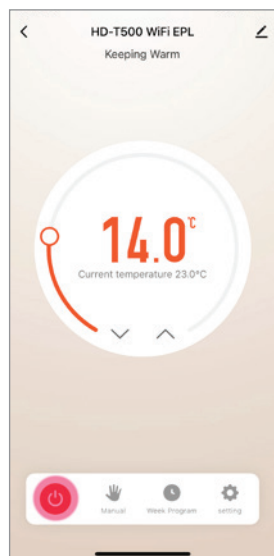 HD-T500 WiFi EPL
Keeping Warm
14.0℃
Current temperature 23.0°C
Manual
Week Program
setting